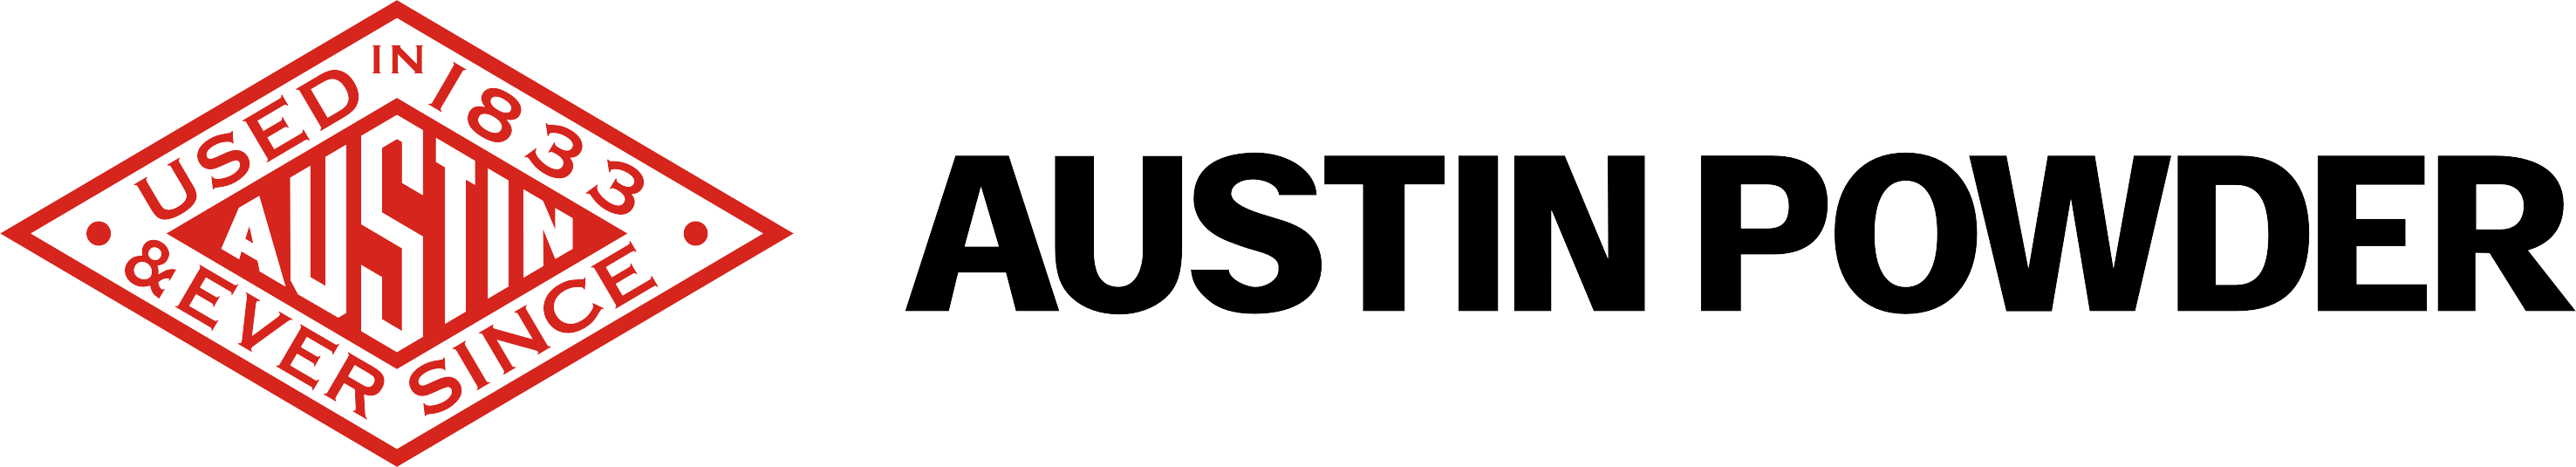 USED IN 1833
AUSTIN
& EVER SINCE
AUSTIN POWDER